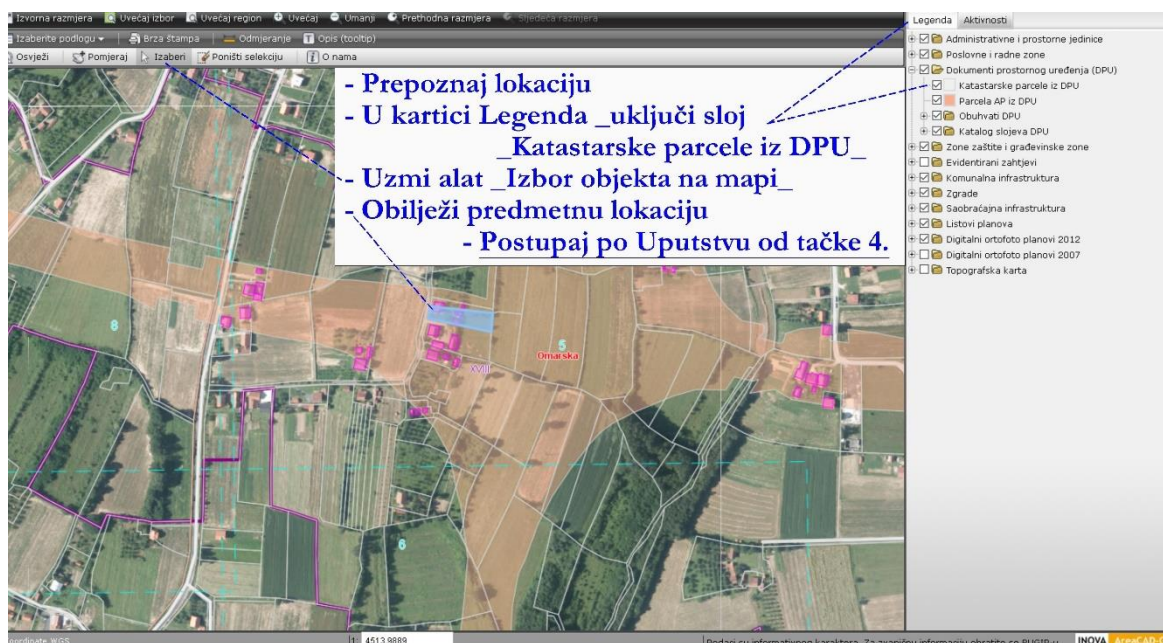 Izvorna razmjera Uvećaj izbor Uvećaj region Uvećaj Umanji Prethodna razmjera Sljedeća razmjera
Izaberite podlogu Brza štampa Odmjeranje Opis (tooltip)
Osvježi Pomjeraj Izaberi Poništi selekciju O nama
- Prepoznaj lokaciju
- U kartici Legenda _uključi sloj
_Katastarske parcele iz DPU_
- Uzmi alat _Izbor objekta na mapi_
- Obilježi predmetnu lokaciju
- Postupaj po Uputstvu od tačke 4.
8
5
Omarska
XVIII
6
Legenda Aktivnosti
Administrativne i prostorne jedinice
Poslovne i radne zone
Dokumenti prostornog uređenja (DPU)
Katastarske parcele iz DPU
Parcela AP iz DPU
Obuhvati DPU
Katalog slojeva DPU
Zone zaštite i građevinske zone
Evidentirani zahtjevi
Komunalna infrastruktura
Zgrade
Saobraćajna infrastruktura
Listovi planova
Digitalni ortofoto planovi 2012
Digitalni ortofoto planovi 2007
Topografska karta
WGS 1: 4513.9889
INOVA AreaCAD